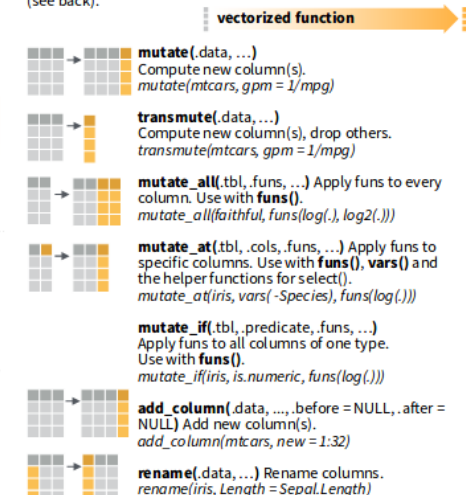 (see back).
vectorized function
mutate(.data, …)
Compute new column(s).
mutate(mtcars, gpm = 1/mpg)
transmute(.data, …)
Compute new column(s), drop others.
transmute(mtcars, gpm = 1/mpg)
mutate_all(.tbl, .funs, …) Apply funs to every
column. Use with funs().
mutate_all(faithful, funs(log(.), log2(.)))
mutate_at(.tbl, .cols, .funs, …) Apply funs to
specific columns. Use with funs(), vars() and
the helper functions for select().
mutate_at(iris, vars( -Species), funs(log(.)))
mutate_if(.tbl, .predicate, .funs, …)
Apply funs to all columns of one type.
Use with funs().
mutate_if(iris, is.numeric, funs(log(.)))
add_column(.data, ..., .before = NULL, .after =
NULL) Add new column(s).
add_column(mtcars, new = 1:32)
rename(.data, …) Rename columns.
rename(iris, Length = Sepal.Length)